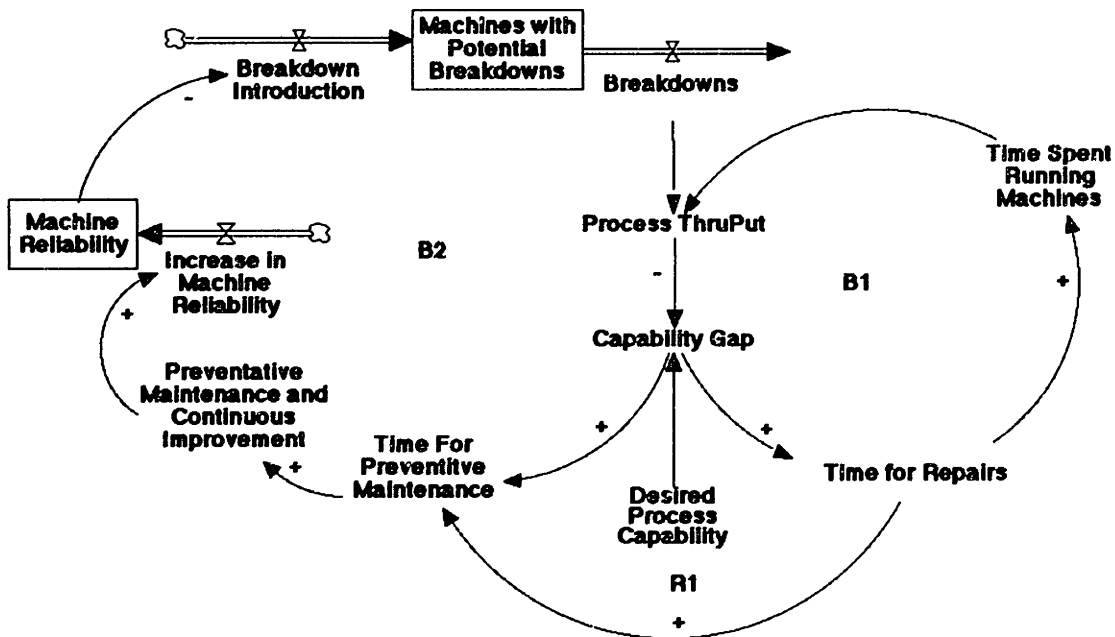 Machines with
Potential
Breakdowns
Breakdown
Introduction
-
Breakdowns
Time Spent
Running
Machines
Machine
Reliability
Process ThruPut
Increase in
Machine
Reliability
B2
-
B1
+
+
Capability Gap
Preventative
Maintenance and
Continuous
Improvement
+
+
Time For
Preventitve
Maintenance
+
Time for Repairs
Desired
Process
Capability
R1
+